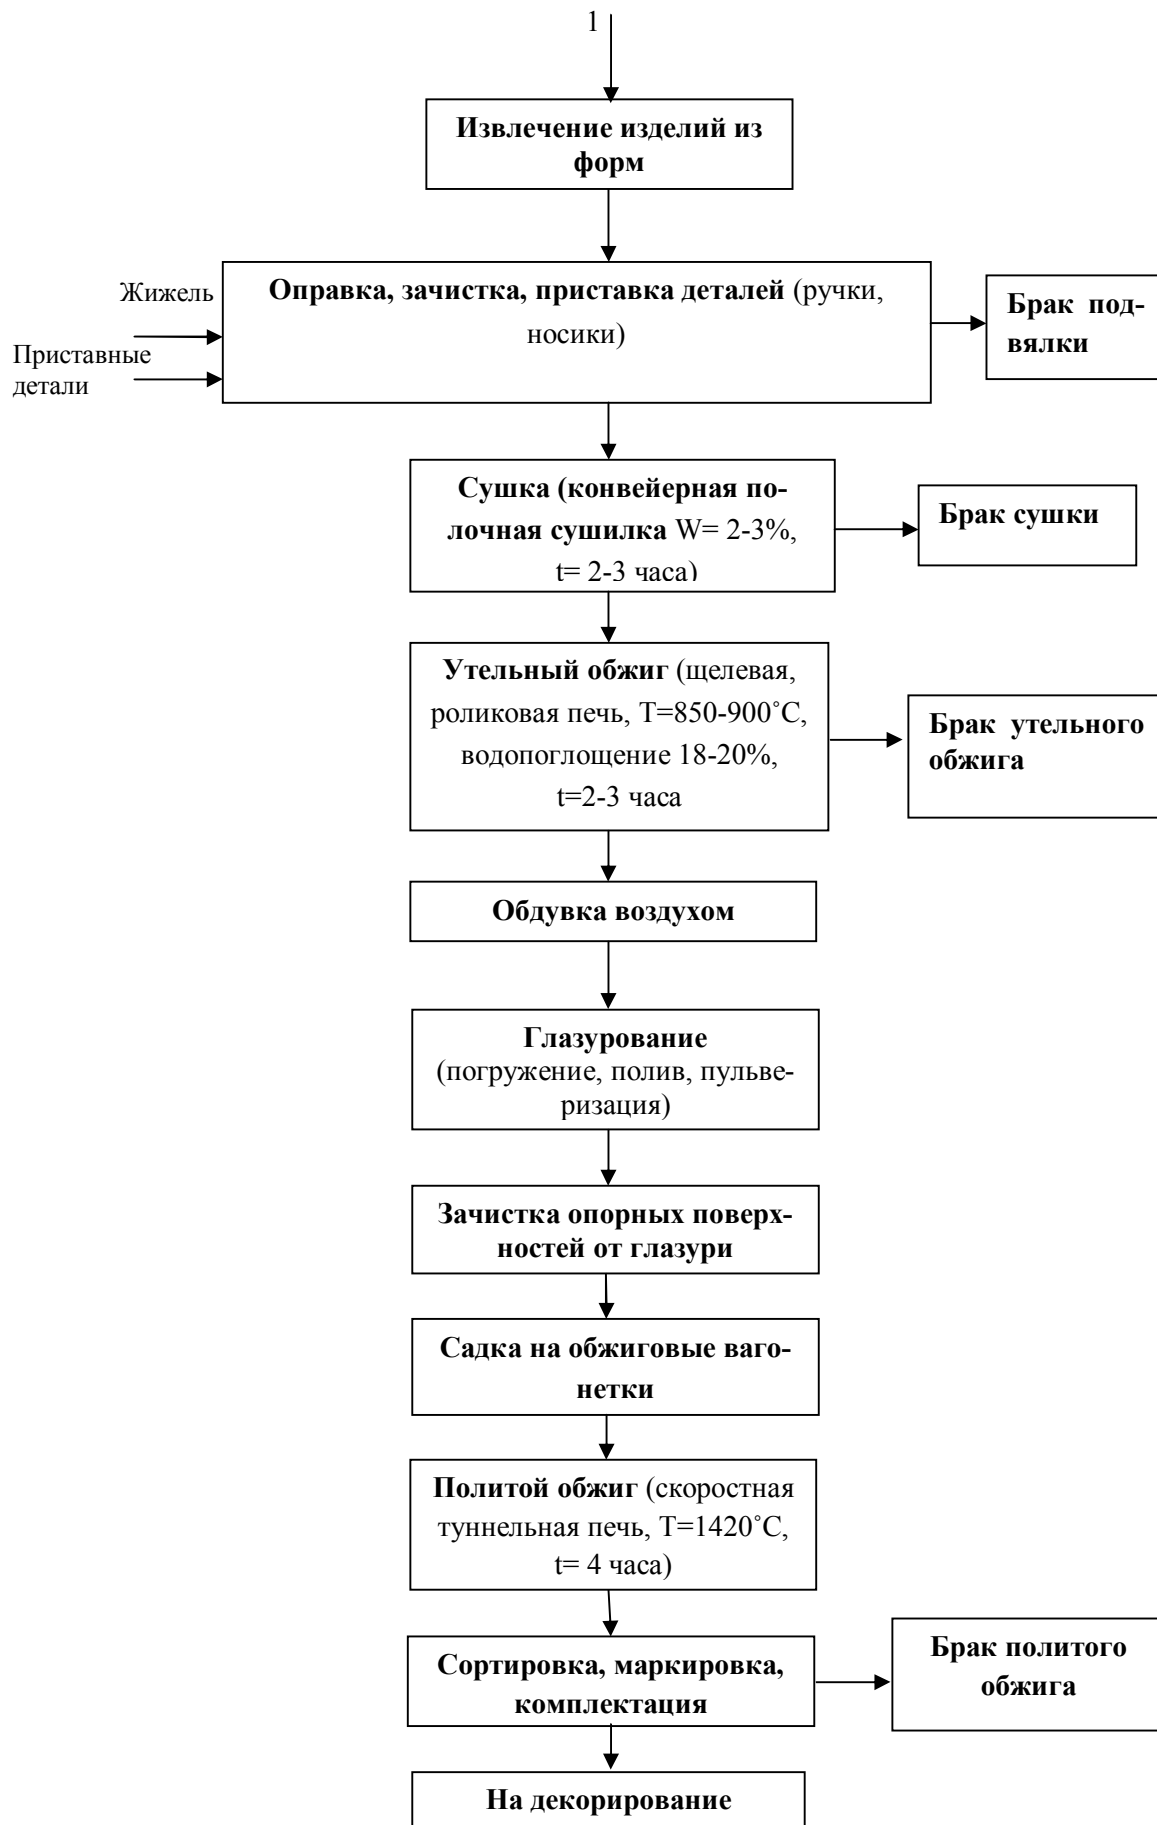 1
Извлечение изделий из
форм
Жижель
Приставные
детали
Оправка, зачистка, приставка деталей (ручки,
носики)
Брак под-
вялки
Сушка (конвейерная по-
лочная сушилка W= 2-3%,
t= 2-3 часа)
Брак сушки
Утельный обжиг (щелевая,
роликовая печь, T=850-900˚C,
водопоглощение 18-20%,
t=2-3 часа
Брак утельного
обжига
Обдувка воздухом
Глазурование
(погружение, полив, пульве-
ризация)
Зачистка опорных поверх-
ностей от глазури
Садка на обжиговые ваго-
нетки
Политой обжиг (скоростная
туннельная печь, T=1420˚C,
t= 4 часа)
Сортировка, маркировка,
комплектация
Брак политого
обжига
На декорирование